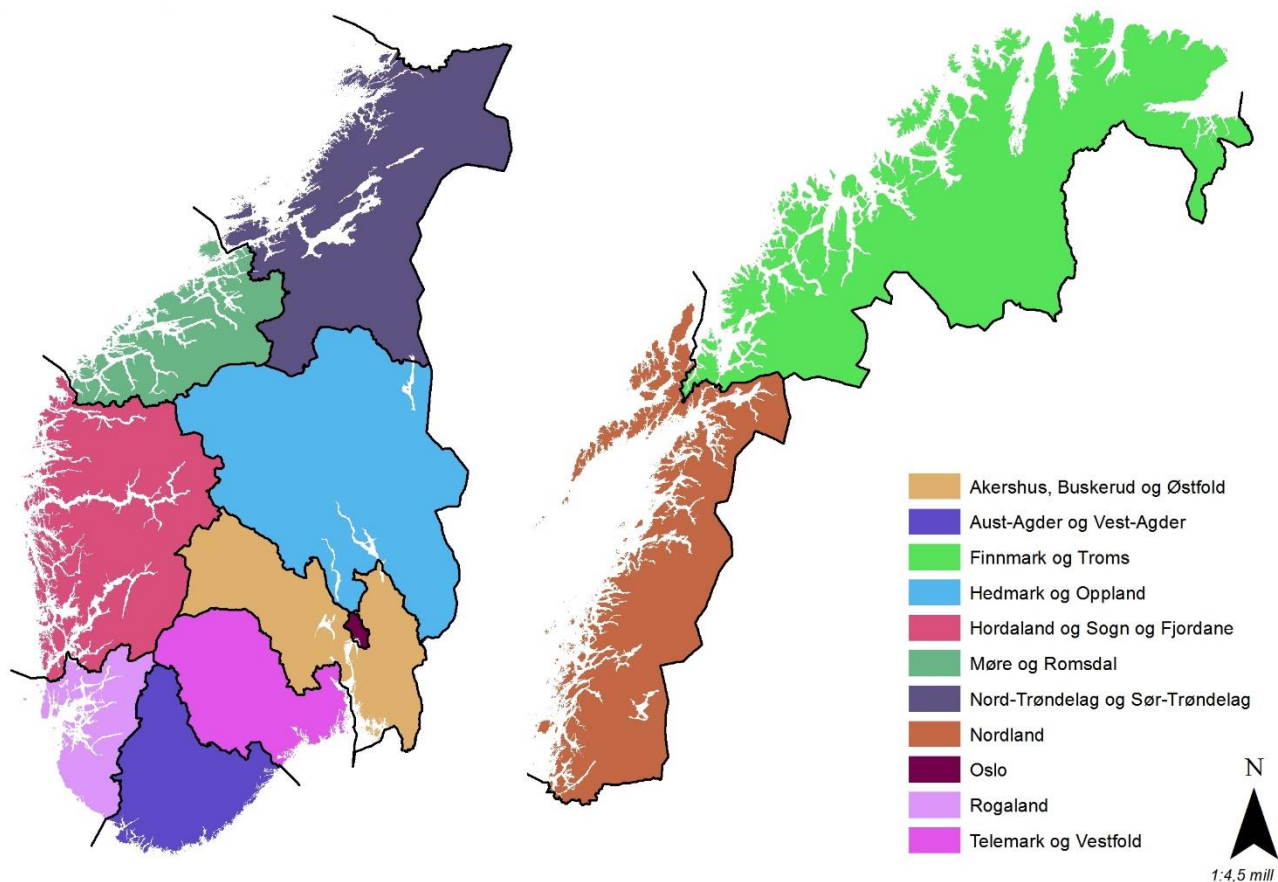 Akershus, Buskerud og Østfold
Aust-Agder og Vest-Agder
Finnmark og Troms
Hedmark og Oppland
Hordaland og Sogn og Fjordane
Møre og Romsdal
Nord-Trøndelag og Sør-Trøndelag
Nordland
Oslo
Rogaland
Telemark og Vestfold
N
1:4,5 mill